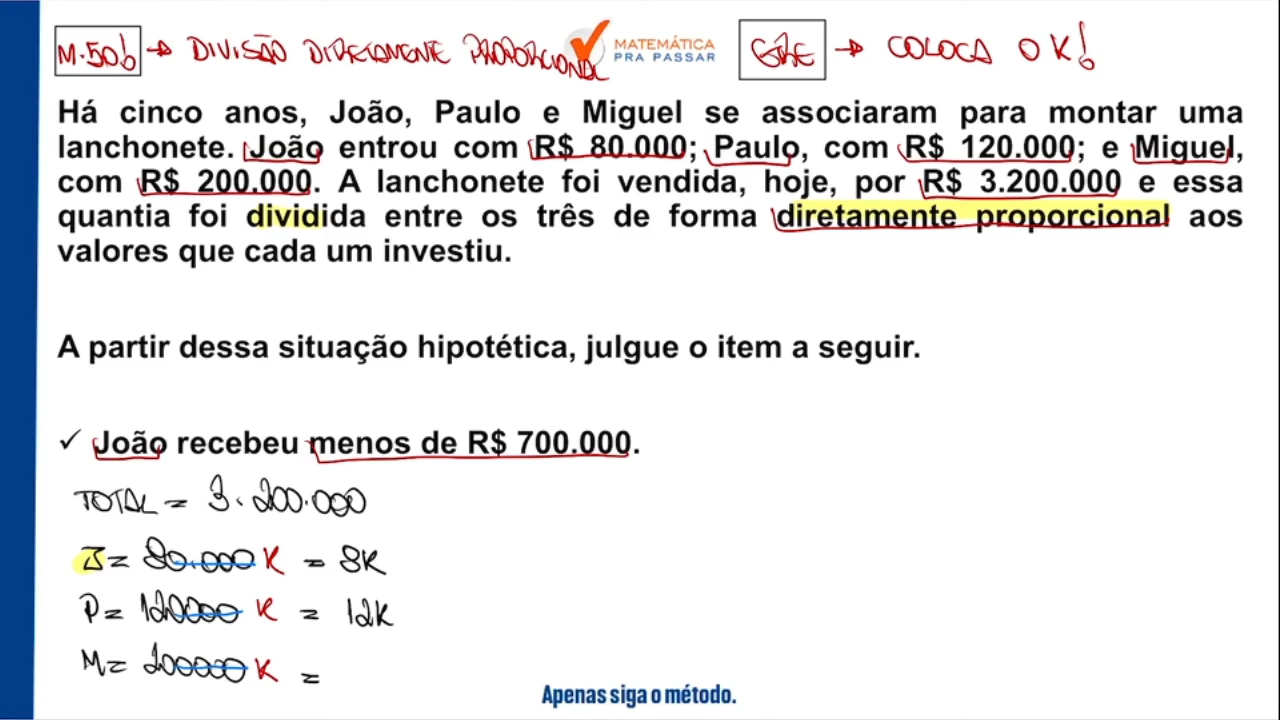 M.50! → DIVISÃO DIRETAMENTE PROPORCIONAL
MATEMÁTICA
PRA PASSAR
→ COLOCA O K!
Há cinco anos, João, Paulo e Miguel se associaram para montar uma
lanchonete. João entrou com R$ 80.000; Paulo, com R$ 120.000; e Miguel,
com R$ 200.000. A lanchonete foi vendida, hoje, por R$ 3.200.000 e essa
quantia foi dividida entre os três de forma diretamente proporcional aos
valores que cada um investiu.
A partir dessa situação hipotética, julgue o item a seguir.
✓ João recebeu menos de R$ 700.000.
TOTAL = 3.200.000
J = 80.000 K = 8K
P = 120000 K = 12K
M = 200000 K =
Apenas siga o método.